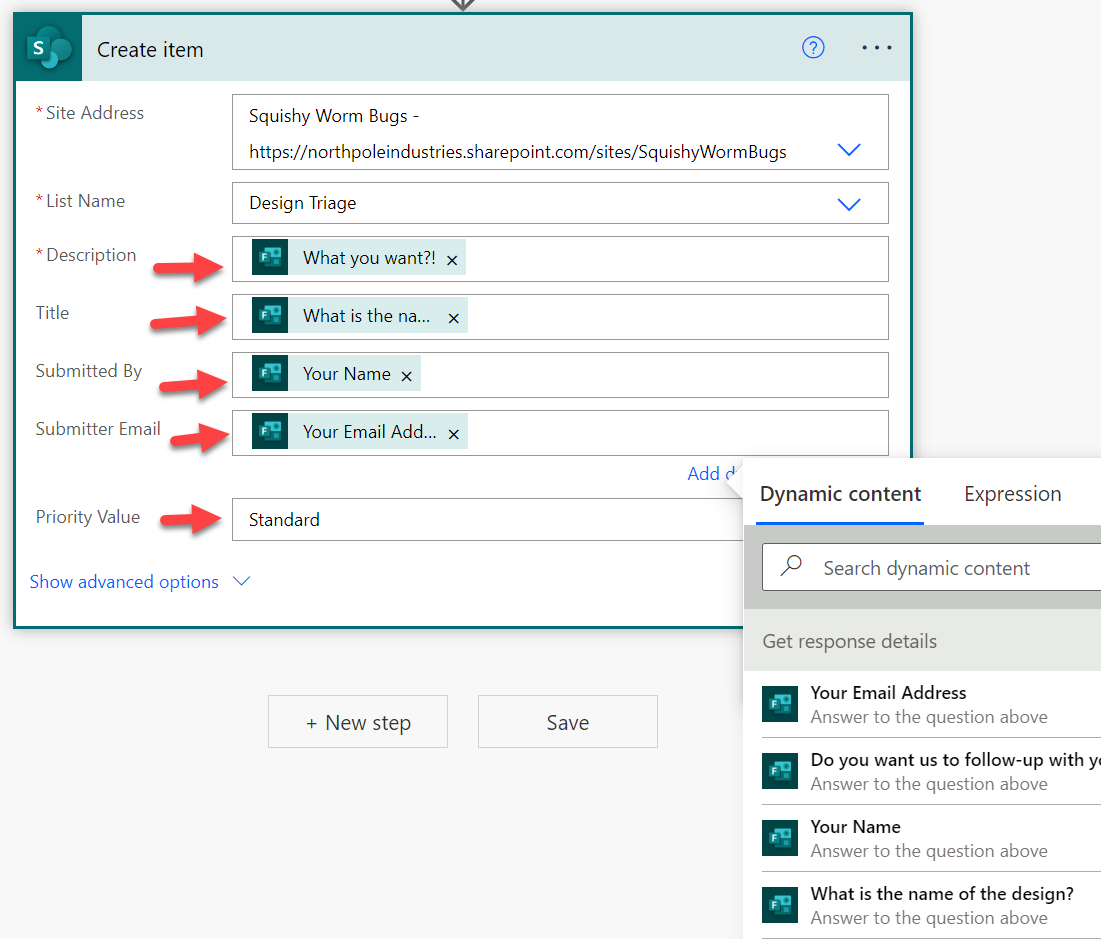 S
Create item
?
* Site Address
Squishy Worm Bugs -
https://northpoleindustries.sharepoint.com/sites/SquishyWormBugs
* List Name
Design Triage
* Description
F What you want?! ×
Title
F What is the na... ×
Submitted By
F Your Name ×
Submitter Email
F Your Email Add... ×
Add d
Priority Value
Standard
Show advanced options
Dynamic content Expression
Search dynamic content
Get response details
F Your Email Address
Answer to the question above
F Do you want us to follow-up with yo
Answer to the question above
F Your Name
Answer to the question above
F What is the name of the design?
Answer to the question above
+ New step
Save